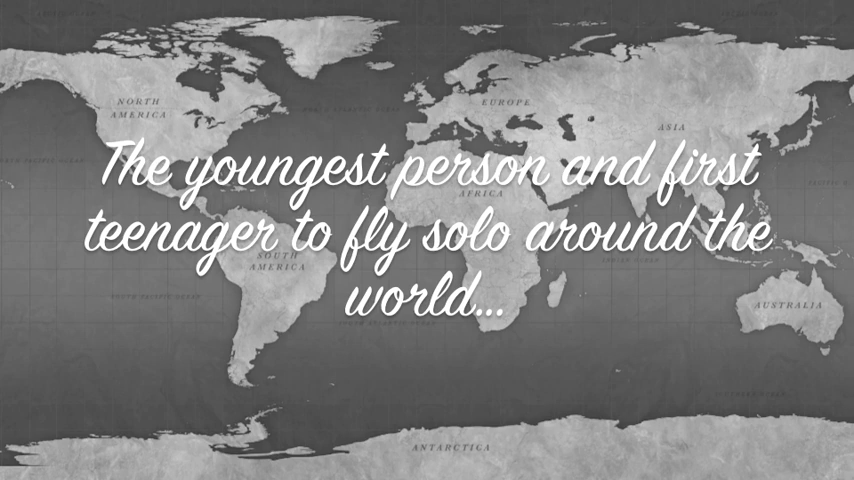 The youngest person and first
teenager to fly solo around the
world...
NORTH
AMERICA
EUROPE
ASIA
AFRICA
SOUTH
AMERICA
AUSTRALIA
ANTARCTICA